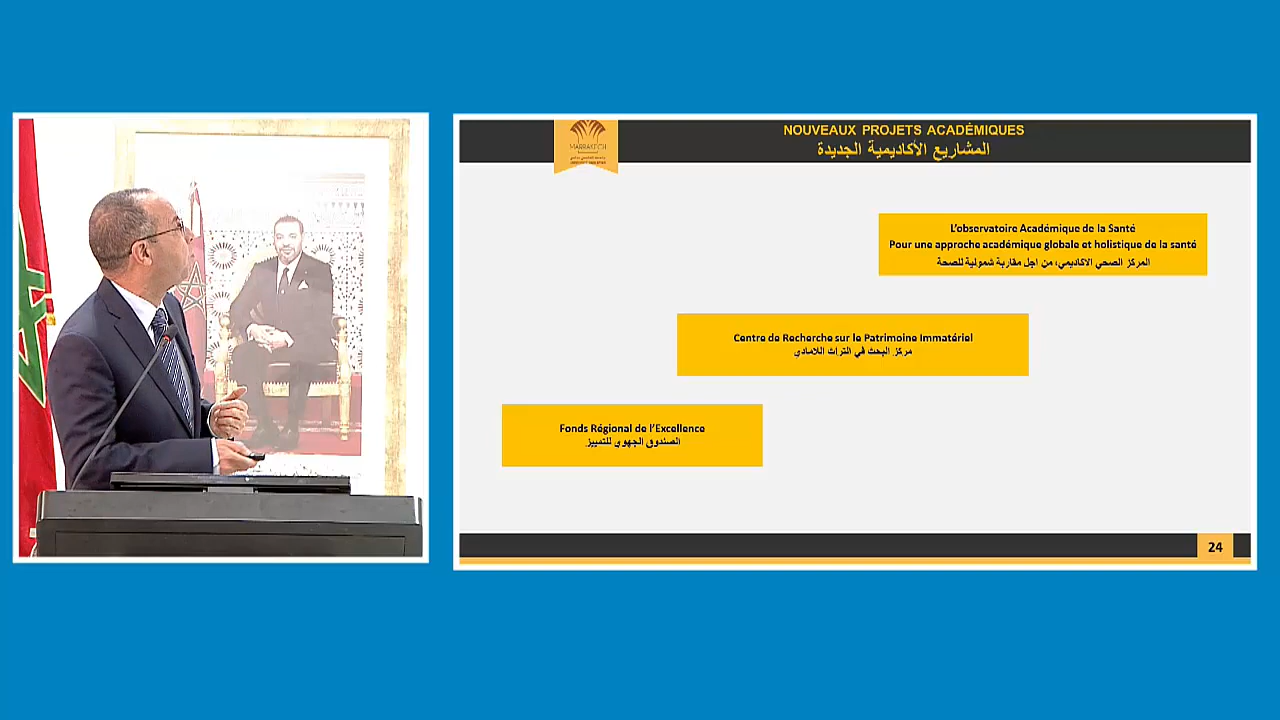 NOUVEAUX PROJETS ACADÉMIQUES
المشاريع الأكاديمية الجديدة
MARRAKECH
L'observatoire Académique de la Santé
Pour une approche académique globale et holistique de la santé
المركز الصحي الاكاديمي، من اجل مقاربة شمولية للصحة
Centre de Recherche sur le Patrimoine Immatériel
مركز البحث في التراث اللامادي
Fonds Régional de l'Excellence
الصندوق الجهوي للتمييز
24